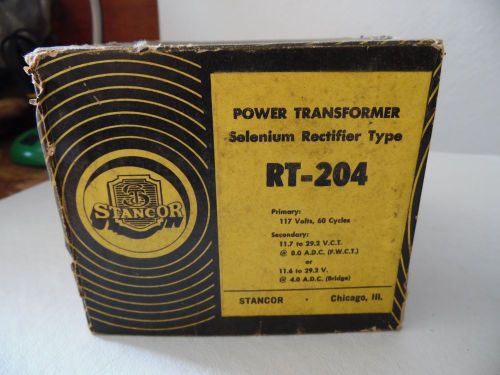 STANCOR
POWER TRANSFORMER
Selenium Rectifier Type
RT-204
Primary:
117 Volts, 60 Cycles
Secondary:
11.7 to 29.2 V.C.T.
@ 8.0 A.D.C. (F.W.C.T.)
or
11.6 to 29.3 V.
@ 4.0 A.D.C. (Bridge)
STANCOR · Chicago, Ill.